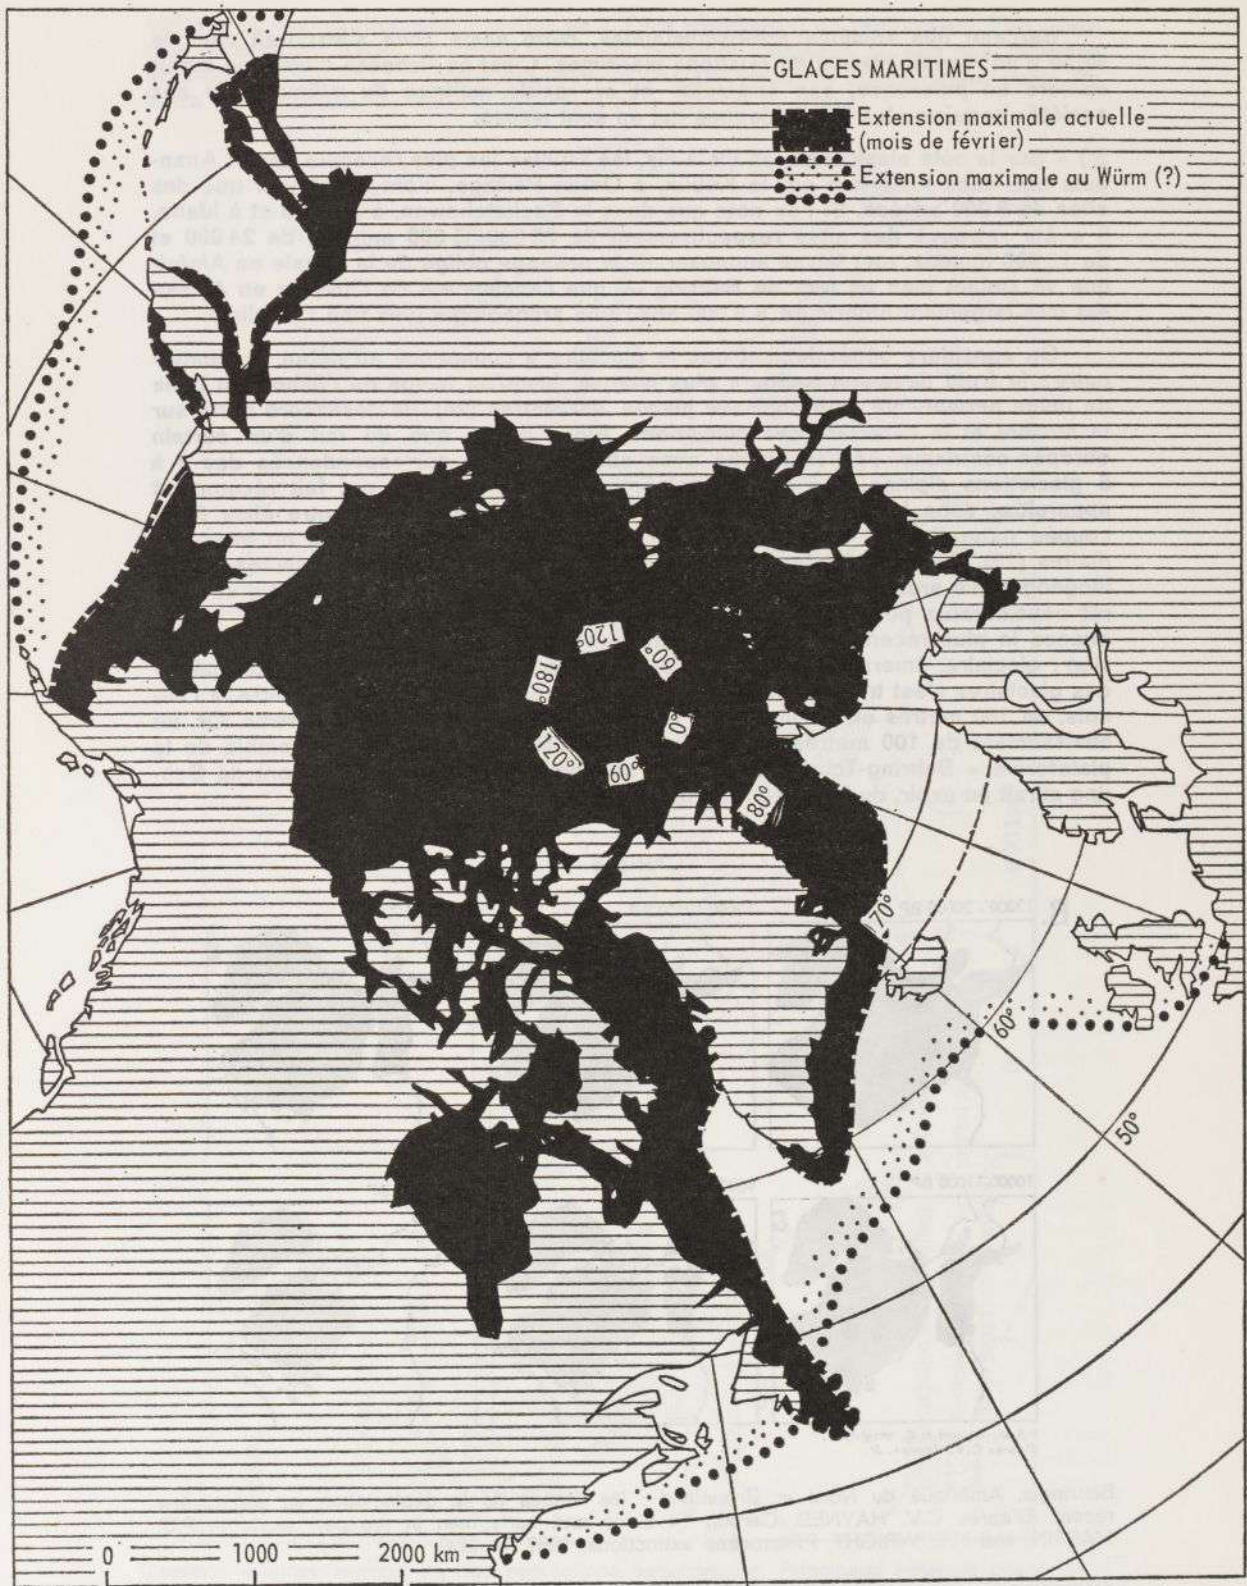 GLACES MARITIMES
Extension maximale actuelle
(mois de février)
Extension maximale au Würm (?)
120°
60°
180°
0°
120°
60°
80°
70°
60°
50°
0 1000 2000 km